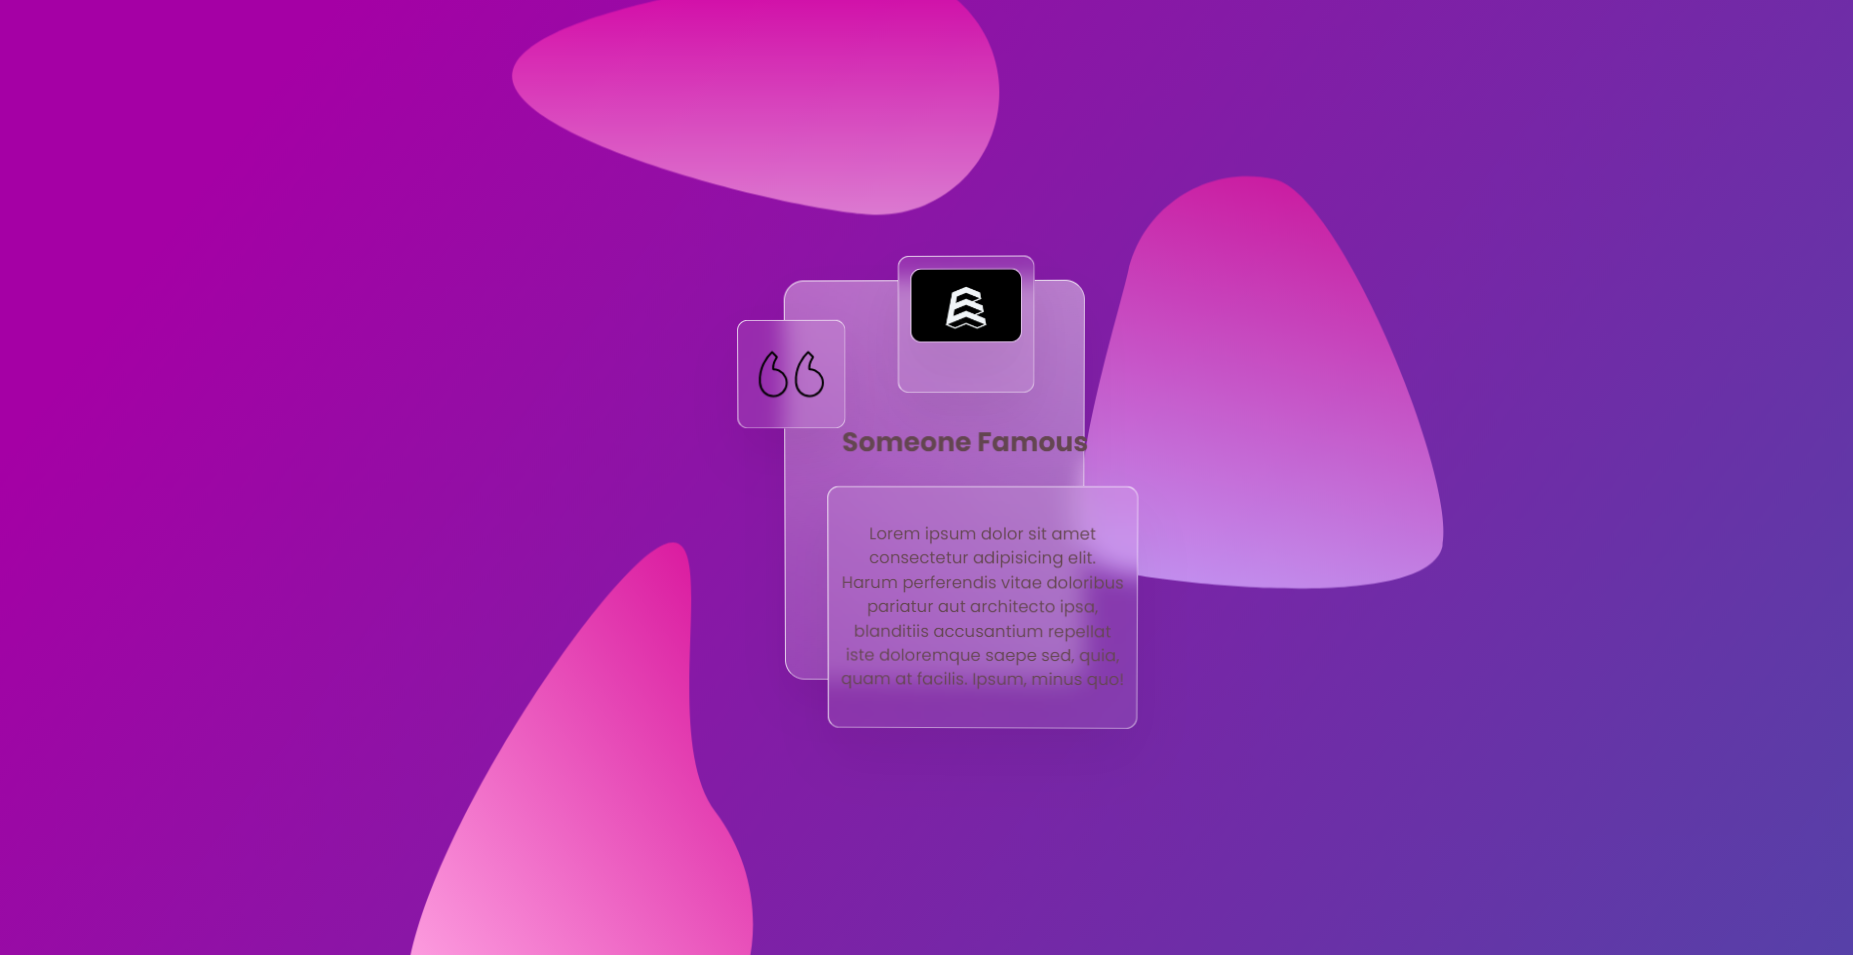 Someone Famous
Lorem ipsum dolor sit amet
consectetur adipisicing elit.
Harum perferendis vitae doloribus
pariatur aut architecto ipsa,
blanditiis accusantium repellat
iste doloremque saepe sed, quia,
quam at facilis. Ipsum, minus quo!